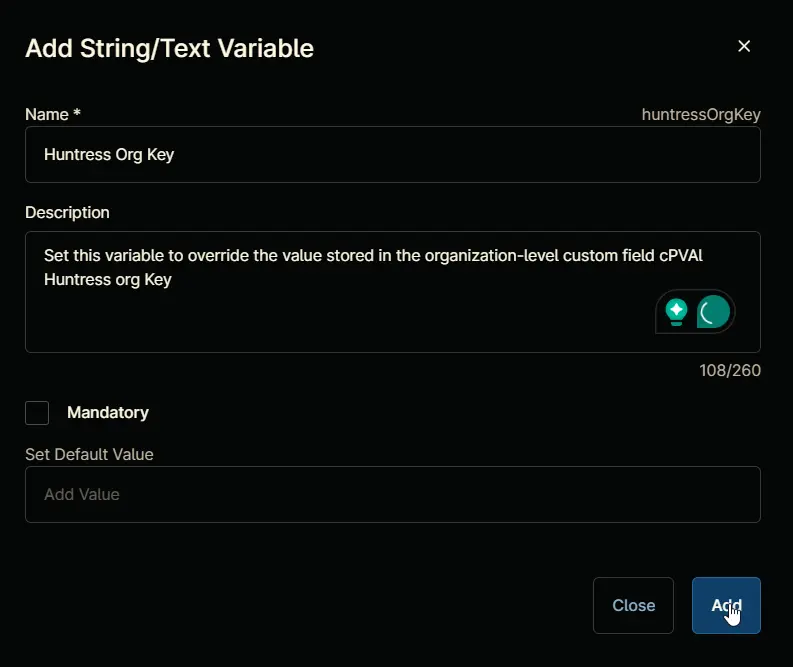 Add String/Text Variable
Name *
huntressOrgKey
Huntress Org Key
Description
Set this variable to override the value stored in the organization-level custom field cPVAl
Huntress org Key
108/260
Mandatory
Set Default Value
Add Value
Close
Add